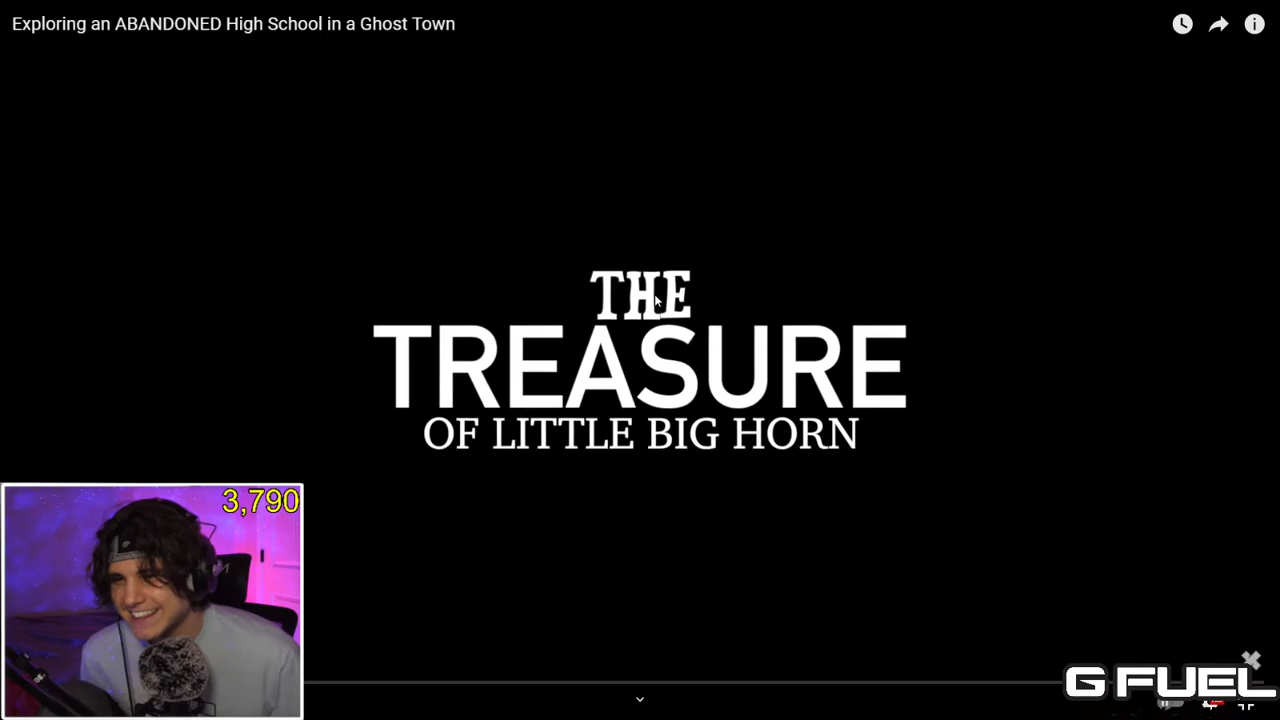 Exploring an ABANDONED High School in a Ghost Town
THE
TREASURE
OF LITTLE BIG HORN
3,790
G FUEL